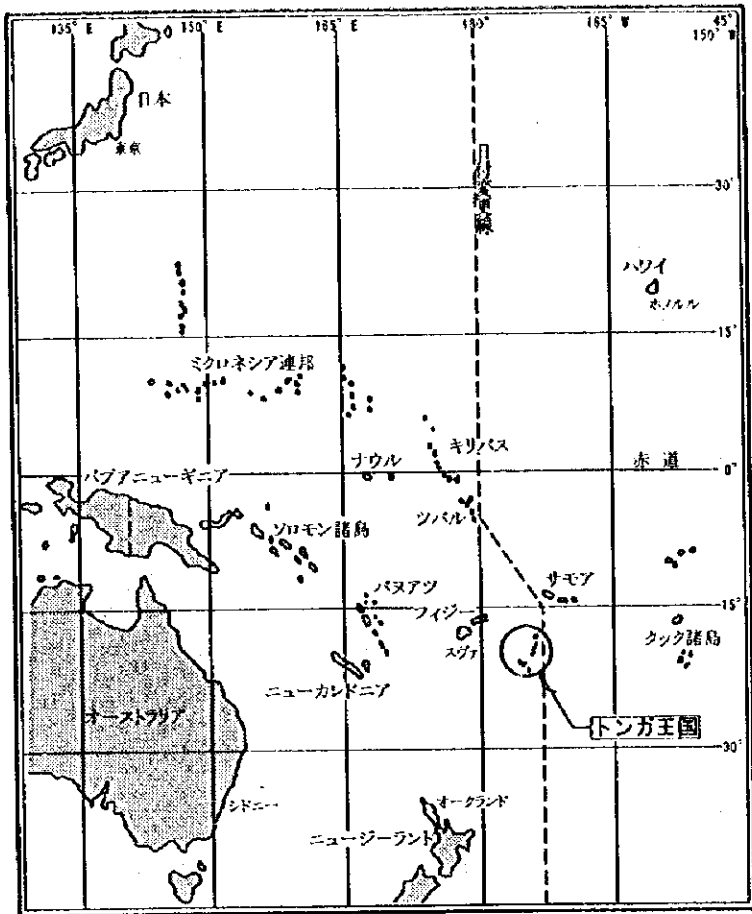 135° E
150° E
165° E
180°
165° W
150° W
45°
日本
東京
日付変更線
30°
ハワイ
ホノルル
15°
ミクロネシア連邦
キリバス
ナウル
赤道
0°
パプアニューギニア
ツバル
ソロモン諸島
サモア
バヌアツ
フィジー
15°
スヴァ
クック諸島
ニューカレドニア
オーストラリア
トンガ王国
30°
シドニー
オークランド
ニュージーラント